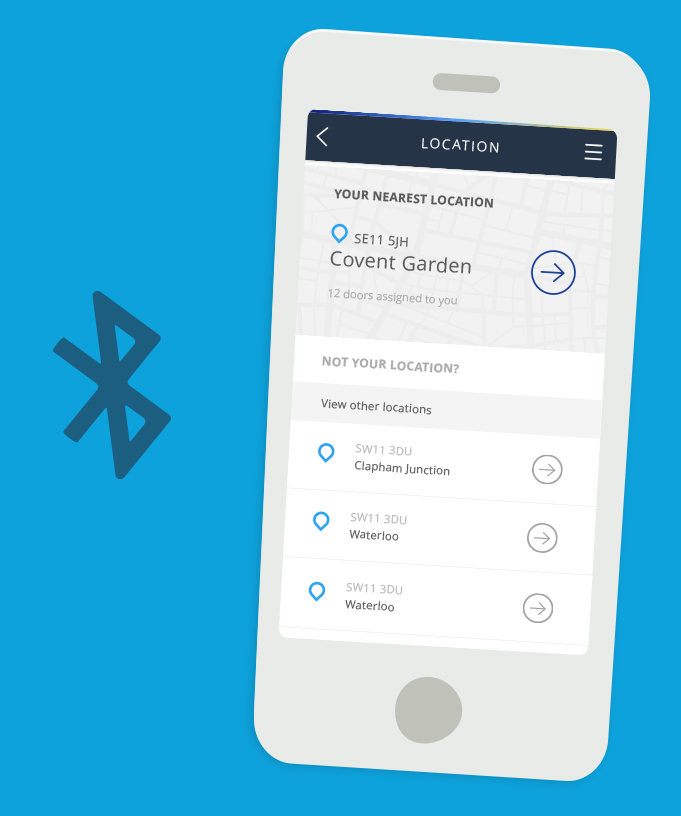 LOCATION
YOUR NEAREST LOCATION
SE11 5JH
Covent Garden
12 doors assigned to you
NOT YOUR LOCATION?
View other locations
SW11 3DU
Clapham Junction
SW11 3DU
Waterloo
SW11 3DU
Waterloo